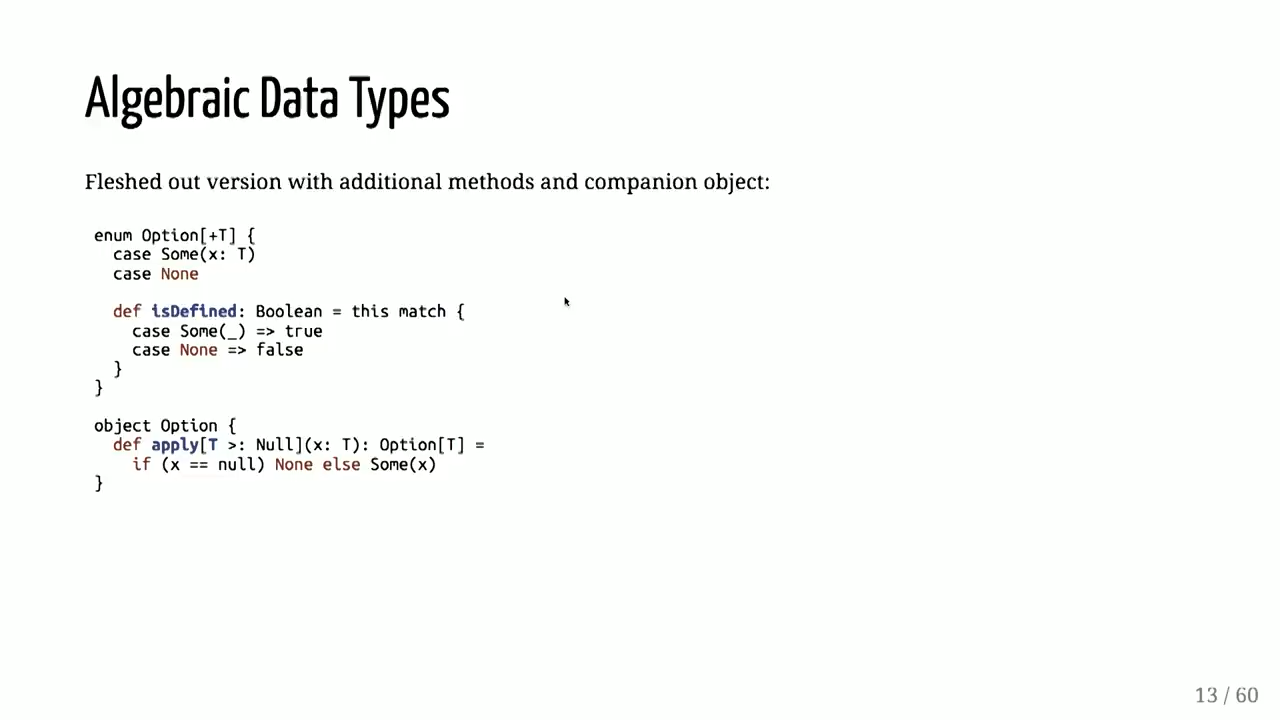 Algebraic Data Types
Fleshed out version with additional methods and companion object:
enum Option[+T] {
  case Some(x: T)
  case None
  def isDefined: Boolean = this match {
    case Some(_) => true
    case None => false
  }
}
object Option {
  def apply[T >: Null](x: T): Option[T] =
    if (x == null) None else Some(x)
}
13 / 60